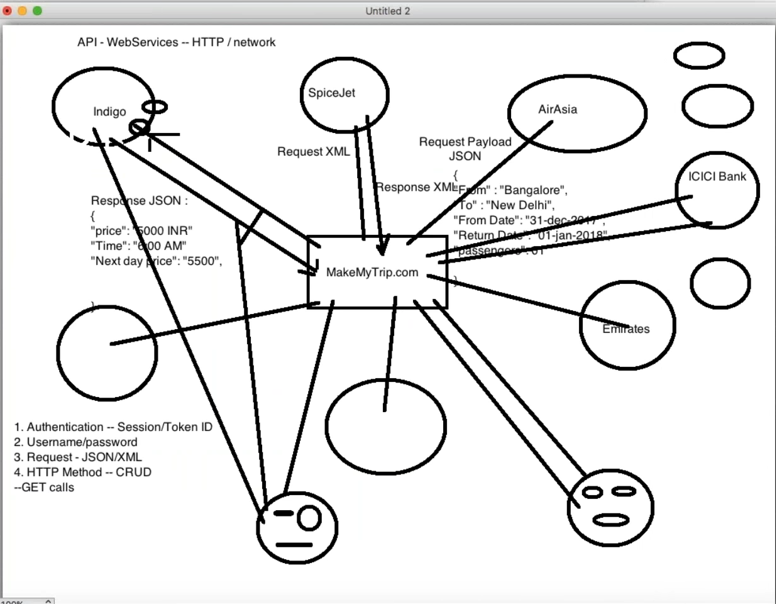 Untitled 2
API - WebServices -- HTTP / network
Indigo
SpiceJet
AirAsia
Request XML
Response XML
Request Payload
JSON
{
"From" : "Bangalore",
"To" : "New Delhi",
"From Date": "31-dec-2017",
"Return Date": "01-jan-2018",
"passengers": 01
}
ICICI Bank
Response JSON :
{
"price": "5000 INR"
"Time": "6:00 AM"
"Next day price": "5500",
}
MakeMyTrip.com
Emirates
1. Authentication -- Session/Token ID
2. Username/password
3. Request - JSON/XML
4. HTTP Method -- CRUD
--GET calls
100%